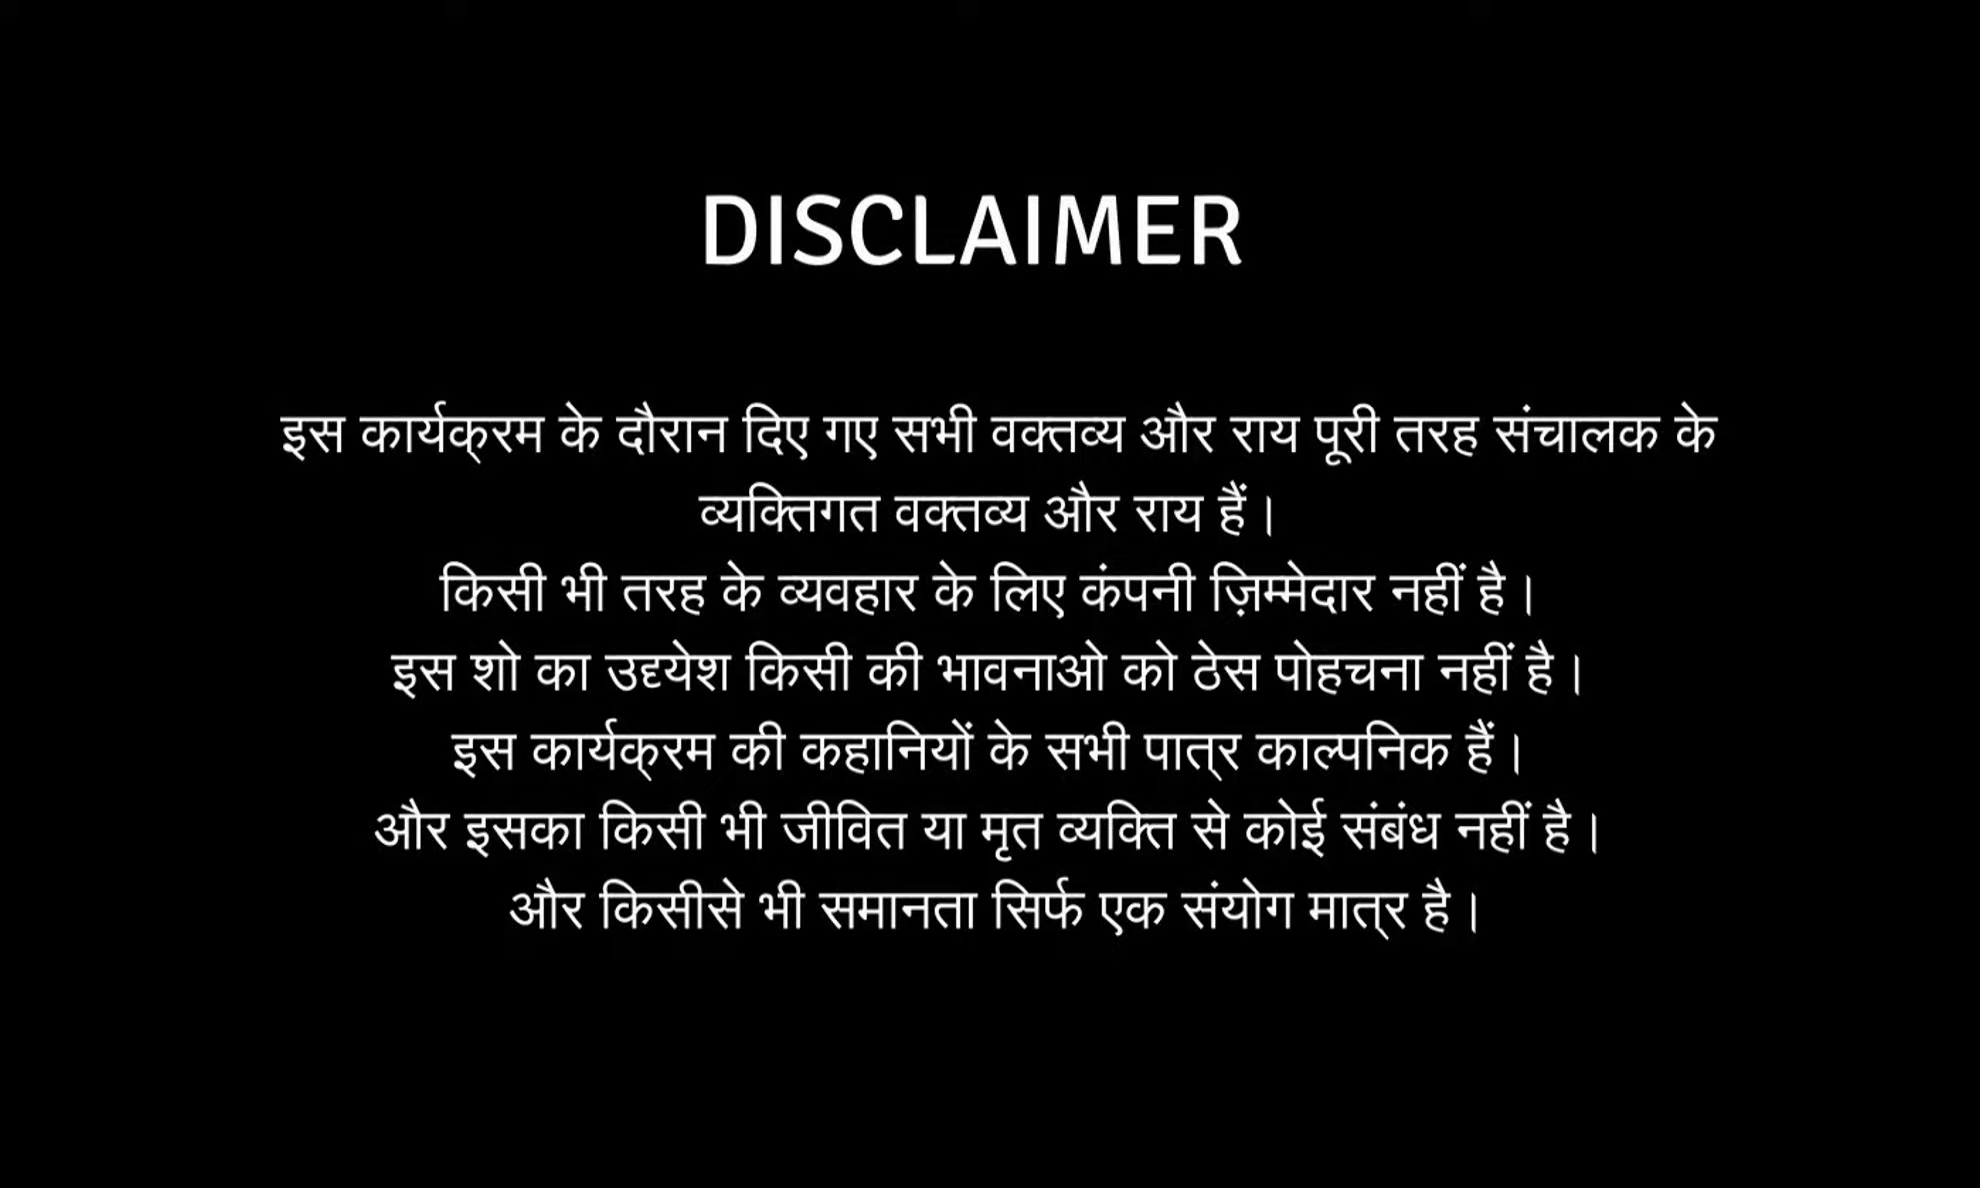 DISCLAIMER
इस कार्यक्रम के दौरान दिए गए सभी वक्तव्य और राय पूरी तरह संचालक के
व्यक्तिगत वक्तव्य और राय हैं।
किसी भी तरह के व्यवहार के लिए कंपनी ज़िम्मेदार नहीं है।
इस शो का उद्द्येश किसी की भावनाओ को ठेस पोहचना नहीं है।
इस कार्यक्रम की कहानियों के सभी पात्र काल्पनिक हैं।
और इसका किसी भी जीवित या मृत व्यक्ति से कोई संबंध नहीं है।
और किसीसे भी समानता सिर्फ एक संयोग मात्र है।